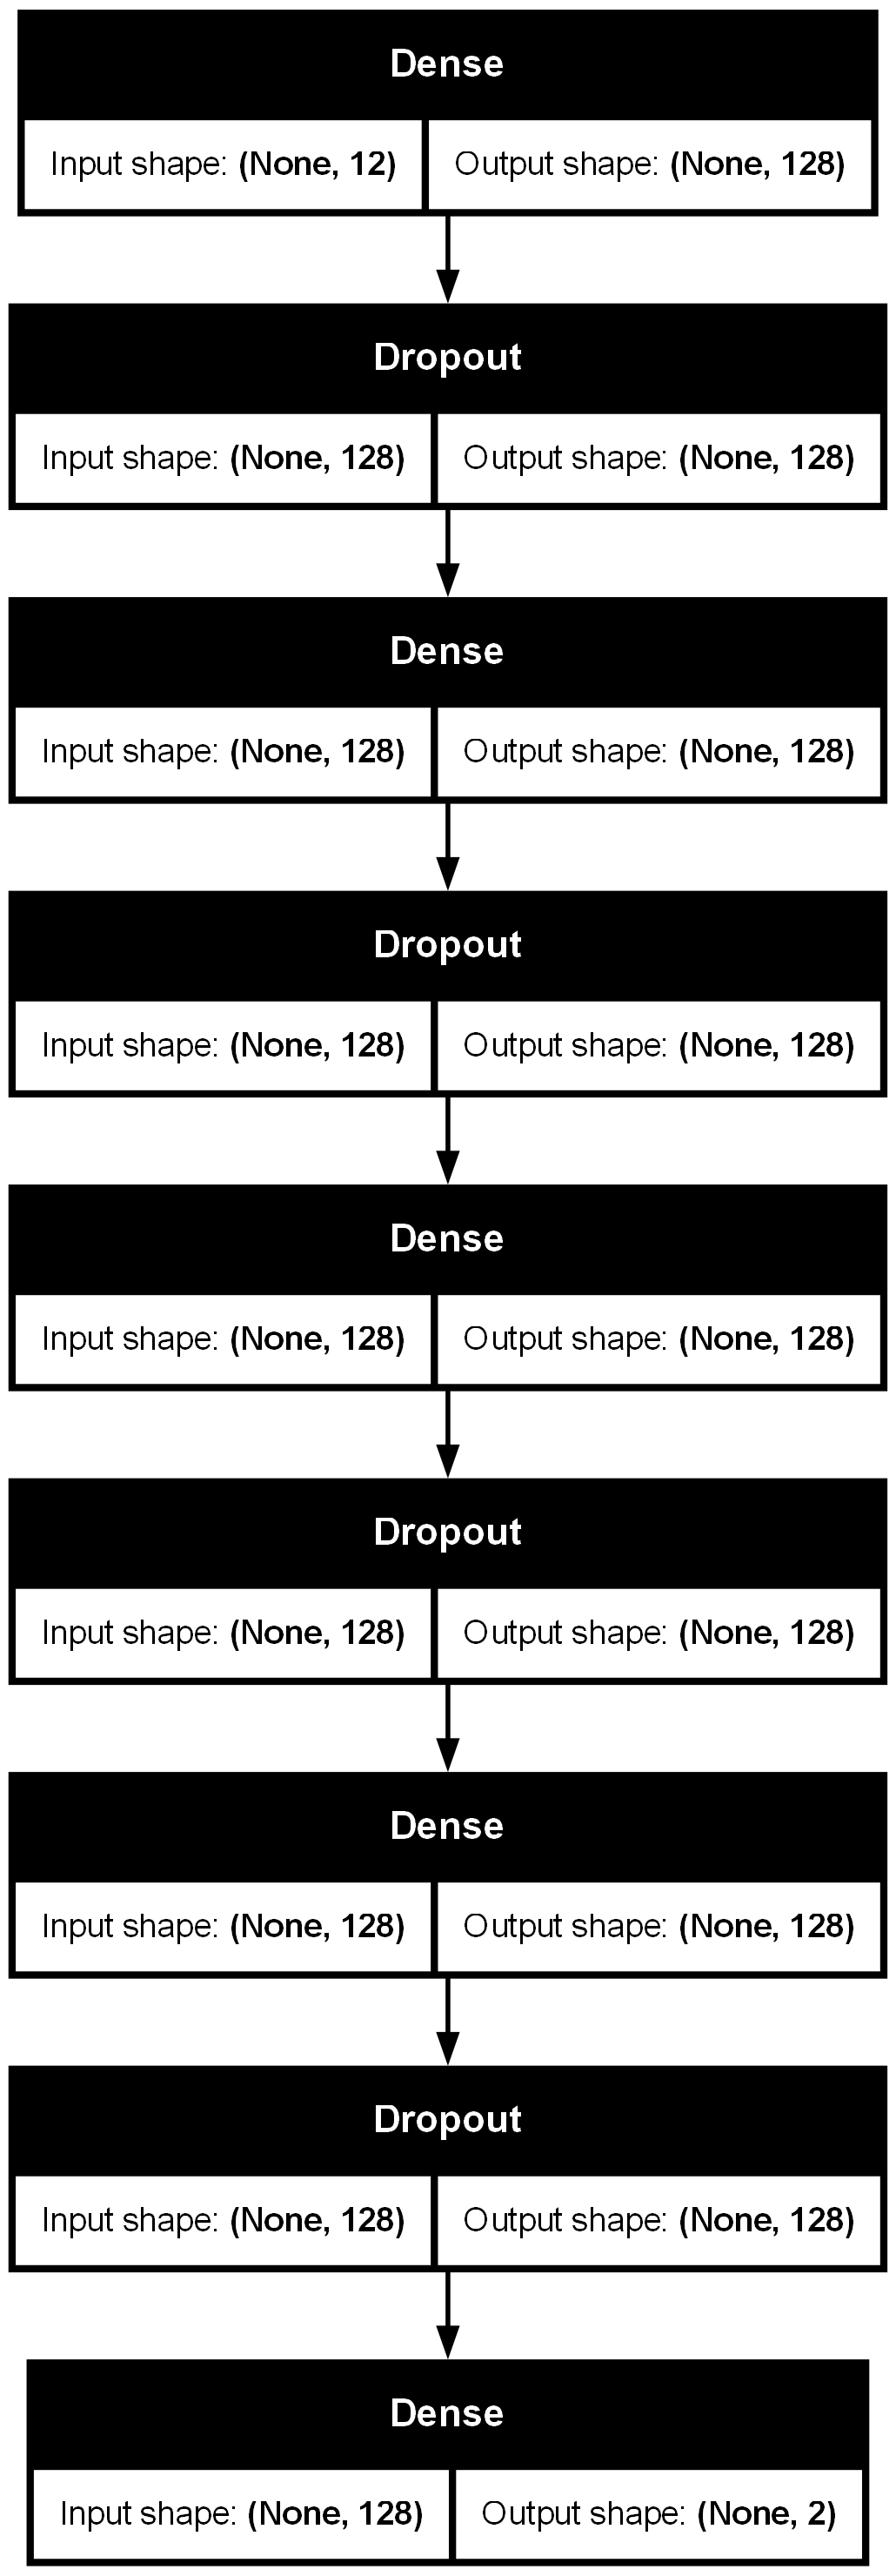 Dense
Input shape: (None, 12) Output shape: (None, 128)
Dropout
Input shape: (None, 128) Output shape: (None, 128)
Dense
Input shape: (None, 128) Output shape: (None, 128)
Dropout
Input shape: (None, 128) Output shape: (None, 128)
Dense
Input shape: (None, 128) Output shape: (None, 128)
Dropout
Input shape: (None, 128) Output shape: (None, 128)
Dense
Input shape: (None, 128) Output shape: (None, 128)
Dropout
Input shape: (None, 128) Output shape: (None, 128)
Dense
Input shape: (None, 128) Output shape: (None, 2)